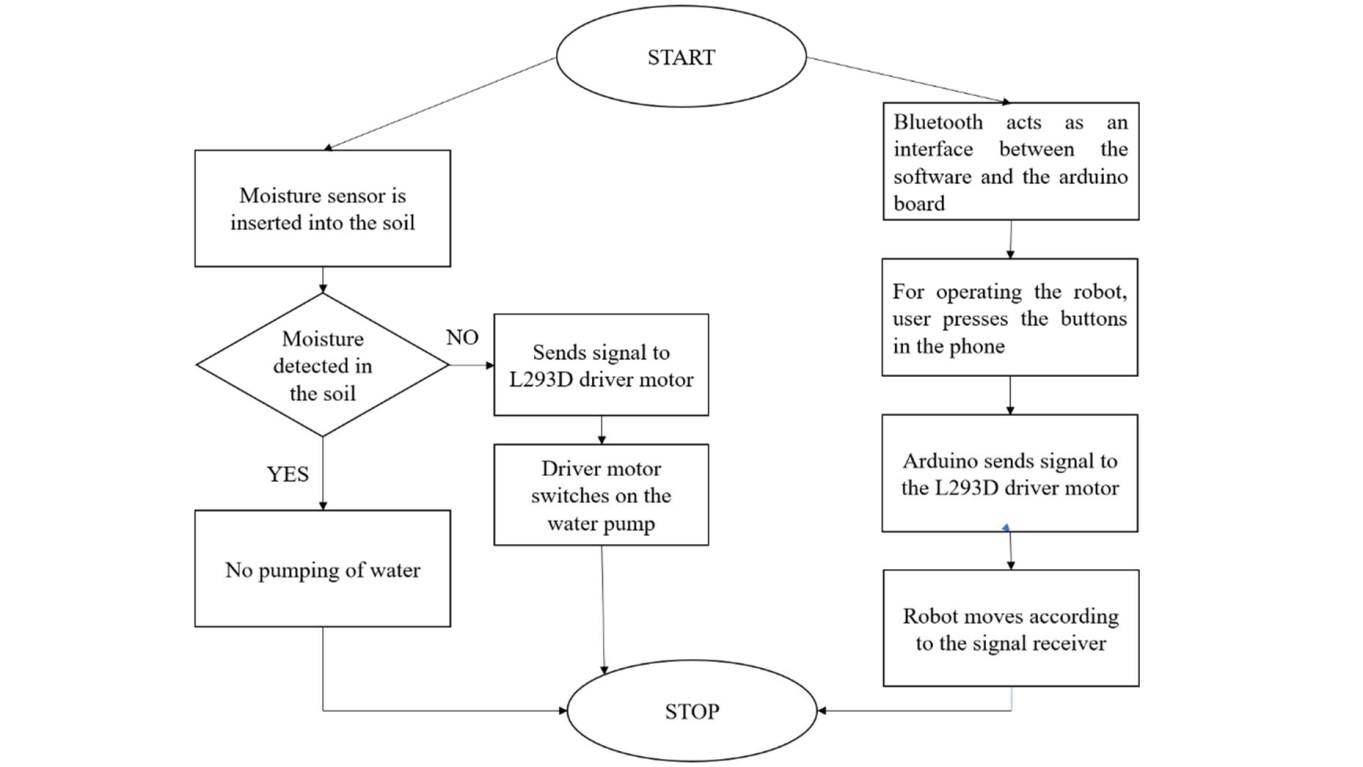 START
Moisture sensor is
inserted into the soil
Moisture
detected in
the soil
NO
YES
Sends signal to
L293D driver motor
Driver motor
switches on the
water pump
No pumping of water
Bluetooth acts as an
interface between the
software and the arduino
board
For operating the robot,
user presses the buttons
in the phone
Arduino sends signal to
the L293D driver motor
Robot moves according
to the signal receiver
STOP